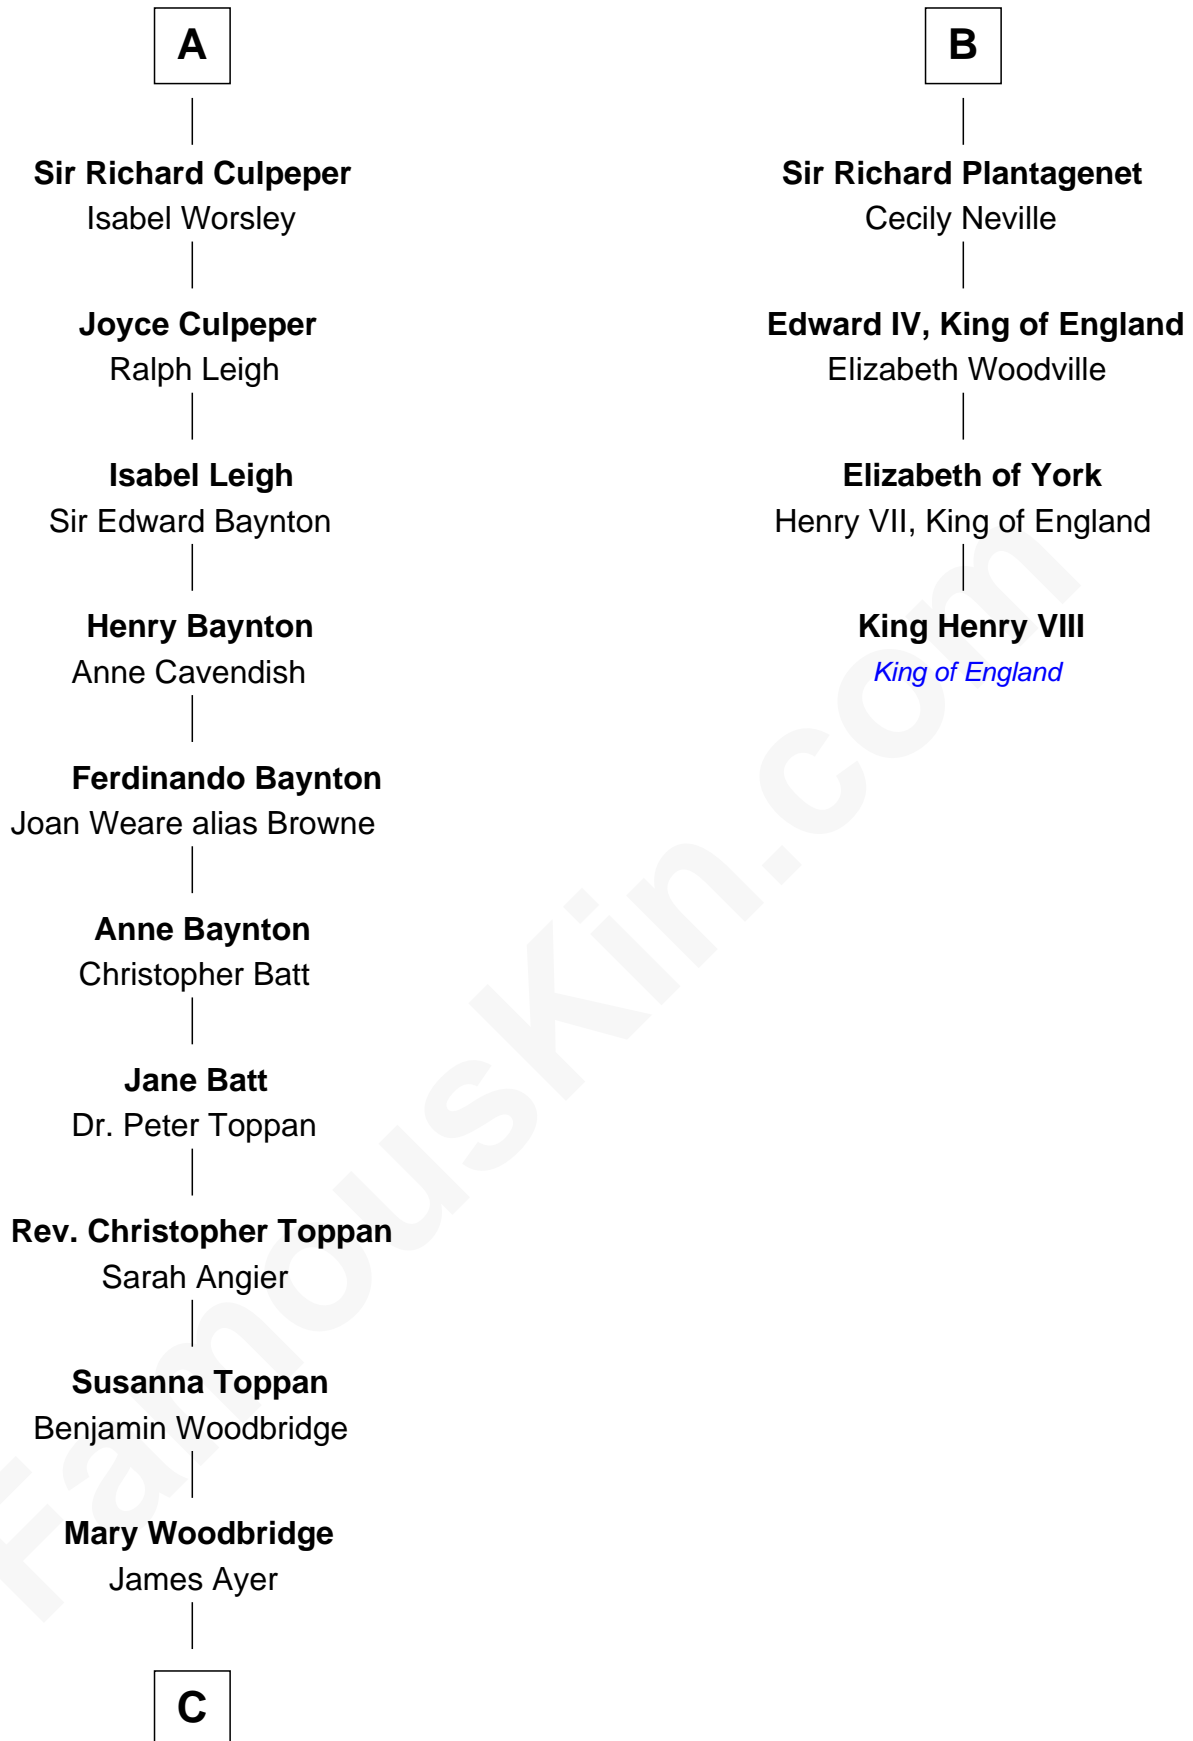 A
Sir Richard Culpeper
Isabel Worsley
Joyce Culpeper
Ralph Leigh
Isabel Leigh
Sir Edward Baynton
Henry Baynton
Anne Cavendish
Ferdinando Baynton
Joan Weare alias Browne
Anne Baynton
Christopher Batt
Jane Batt
Dr. Peter Toppan
Rev. Christopher Toppan
Sarah Angier
Susanna Toppan
Benjamin Woodbridge
Mary Woodbridge
James Ayer
C
B
Sir Richard Plantagenet
Cecily Neville
Edward IV, King of England
Elizabeth Woodville
Elizabeth of York
Henry VII, King of England
King Henry VIII
King of England
FamousKin.com